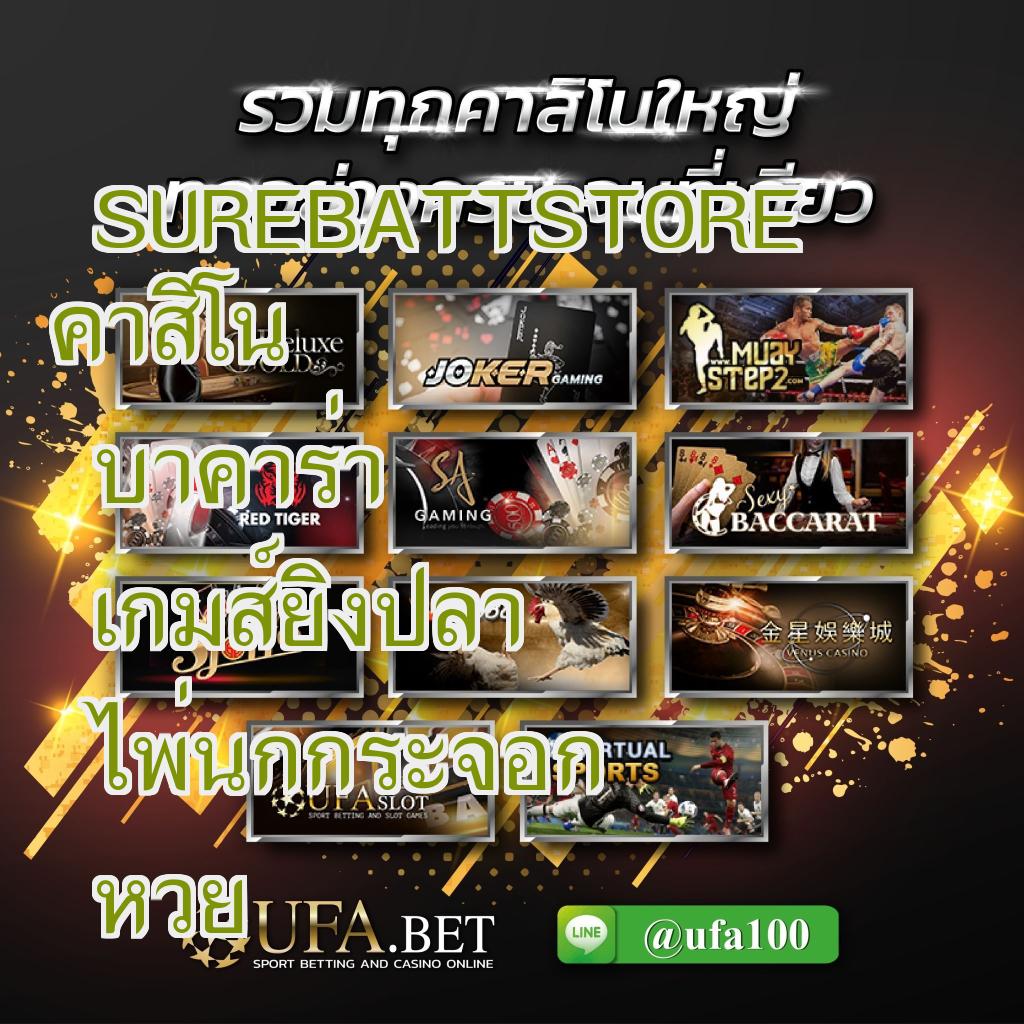 รวมทุกคาสิโนใหญ่
SUREBATTSTORE
คาสิโน
Deluxe
GOLD
JOKER GAMING
WWW.MUAY
STEP2.COM
บาคาร่า
RED TIGER
SA
GAMING
Sexy
BACCARAT
เกมส์ยิงปลา
金星娛樂城
VENUS CASINO
ไพ่นกกระจอก
VIRTUAL
SPORTS
UFA SLOT
SPORT BETTING AND SLOT GAMES
หวย
UFA.BET
SPORT BETTING AND CASINO ONLINE
LINE
@ufa100